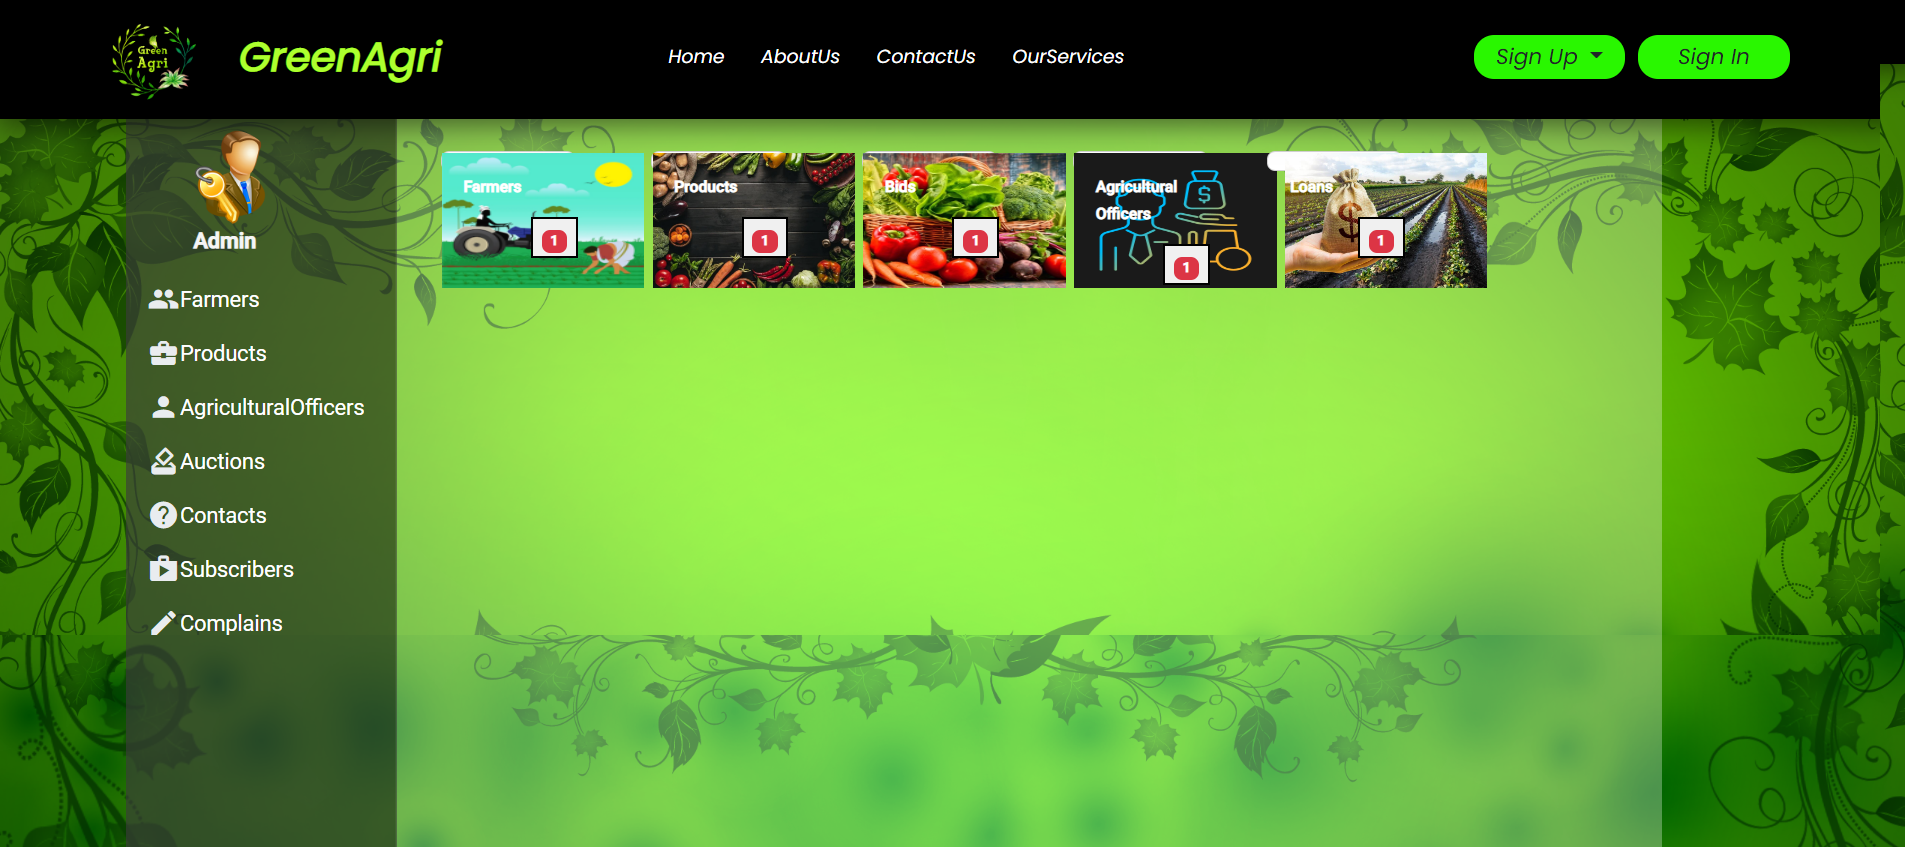 Green
Agri
GreenAgri
Home
AboutUs
ContactUs
OurServices
Sign Up
Sign In
Admin
Farmers
Products
AgriculturalOfficers
Auctions
Contacts
Subscribers
Complains
Farmers
1
Products
1
Bids
1
Agricultural
Officers
$
1
Loans
$
1